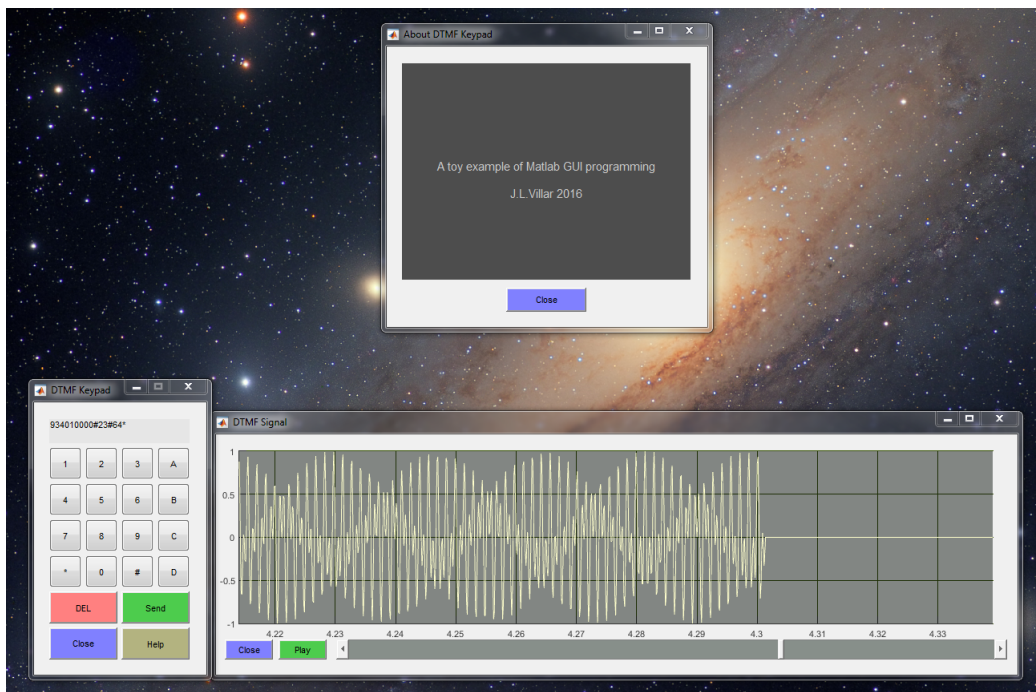 About DTMF Keypad
A toy example of Matlab GUI programming
J.L.Villar 2016
Close
DTMF Keypad
934010000#23#64*
1 2 3 A
4 5 6 B
7 8 9 C
* 0 # D
DEL Send
Close Help
DTMF Signal
1
0.5
0
-0.5
-1
4.22 4.23 4.24 4.25 4.26 4.27 4.28 4.29 4.3 4.31 4.32 4.33
Close Play